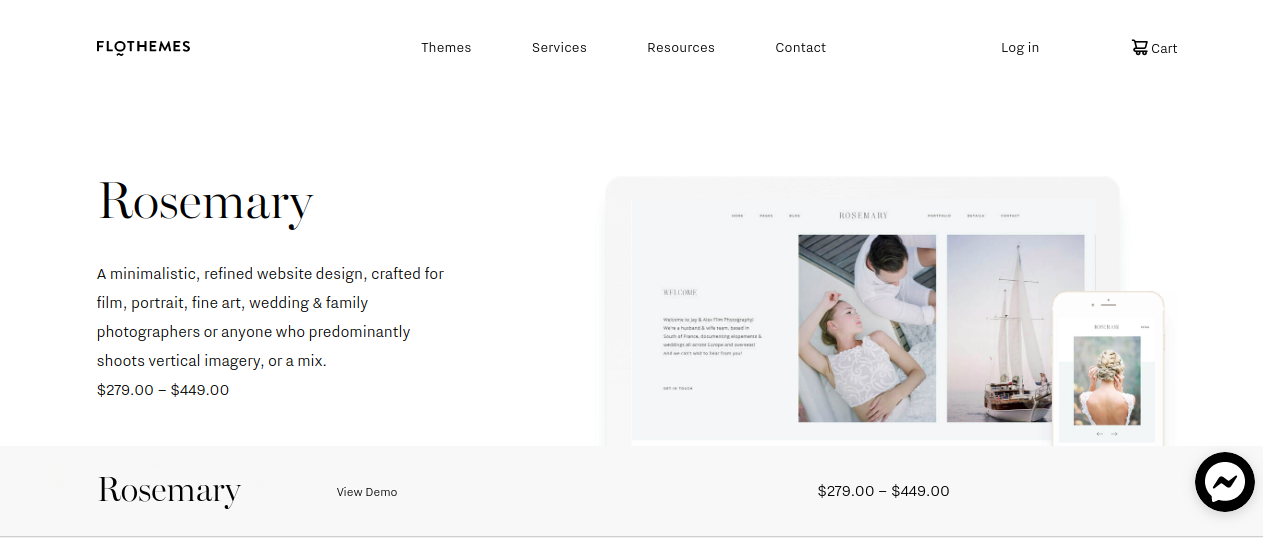 FLOTHEMES
Themes
Services
Resources
Contact
Log in
Cart
Rosemary
A minimalistic, refined website design, crafted for
film, portrait, fine art, wedding & family
photographers or anyone who predominantly
shoots vertical imagery, or a mix.
$279.00 – $449.00
HOME
PAGES
BLOG
ROSEMARY
PORTFOLIO
DETAILS
CONTACT
WELCOME
Welcome to Jay & Alex Film Photography!
We're a husband & wife team, based in
South of France, documenting elopements &
weddings all across Europe and overseas!
And we can't wait to hear from you!
GET IN TOUCH
ROSEMARY
Rosemary
View Demo
$279.00 – $449.00